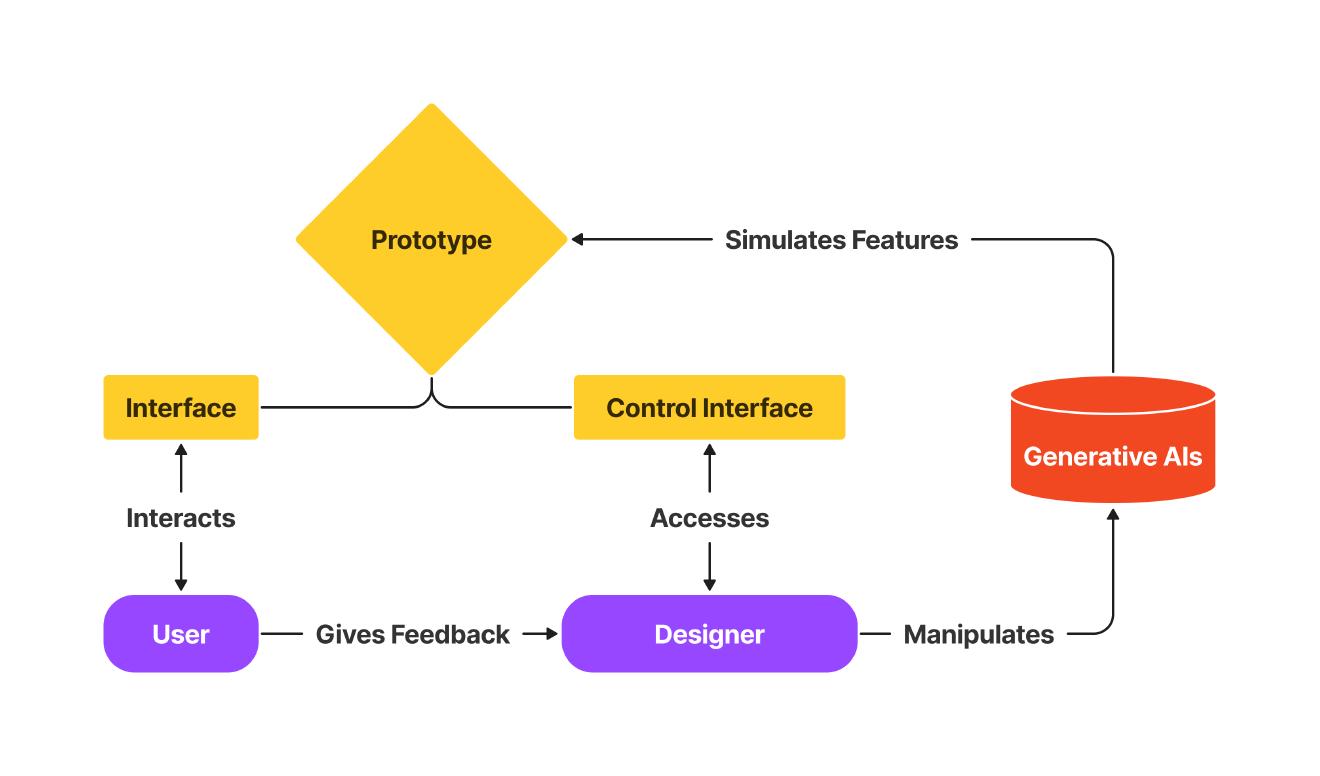 Prototype
Simulates Features
Interface
Control Interface
Generative AIs
Interacts
Accesses
User
Gives Feedback
Designer
Manipulates